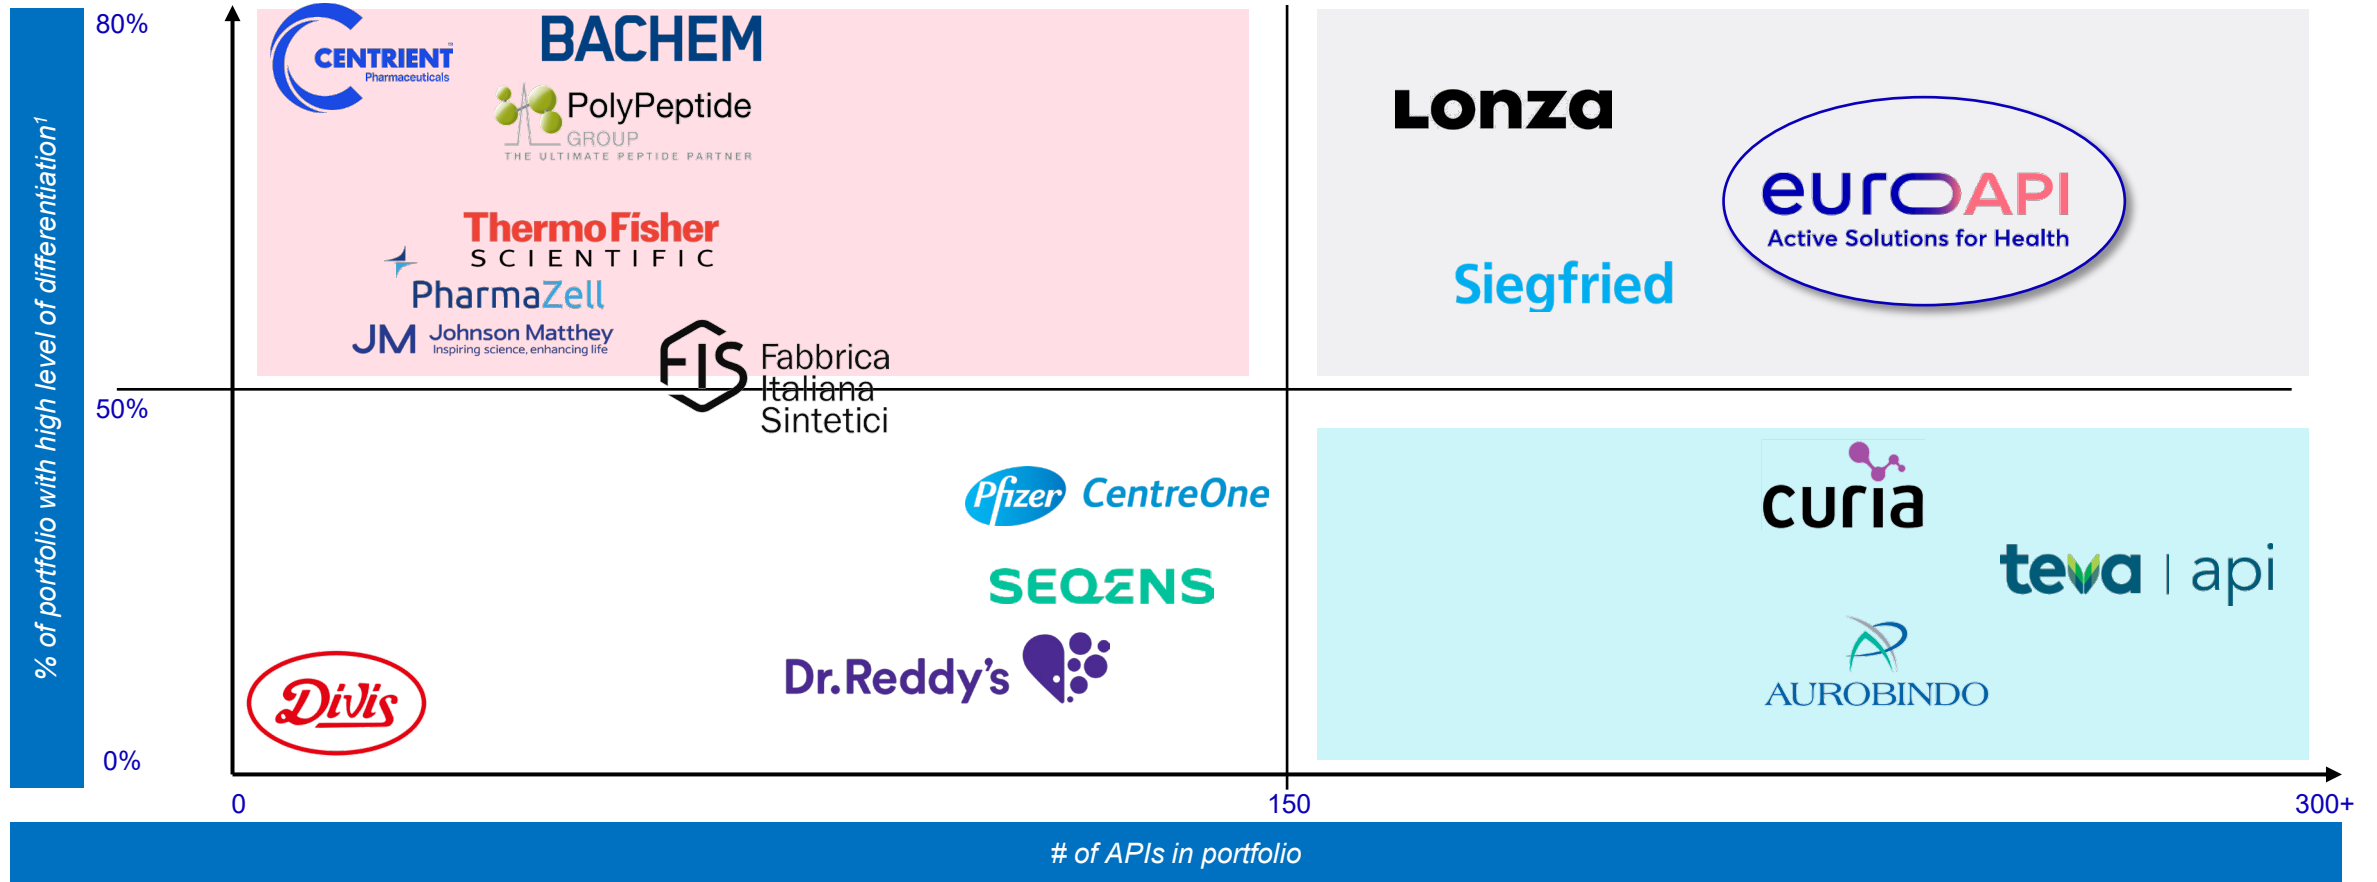 80%
50%
0%
% of portfolio with high level of differentiation1
CENTRIENT
Pharmaceuticals
BACHEM
PolyPeptide
GROUP
THE ULTIMATE PEPTIDE PARTNER
ThermoFisher
SCIENTIFIC
PharmaZell
JM Johnson Matthey
Inspiring science, enhancing life
FIS Fabbrica
Italiana
Sintetici
Lonza
euroAPI
Active Solutions for Health
Siegfried
Pfizer CentreOne
SEQENS
Dr.Reddy's
Divis
curia
teva | api
AUROBINDO
0
150
300+
# of APIs in portfolio